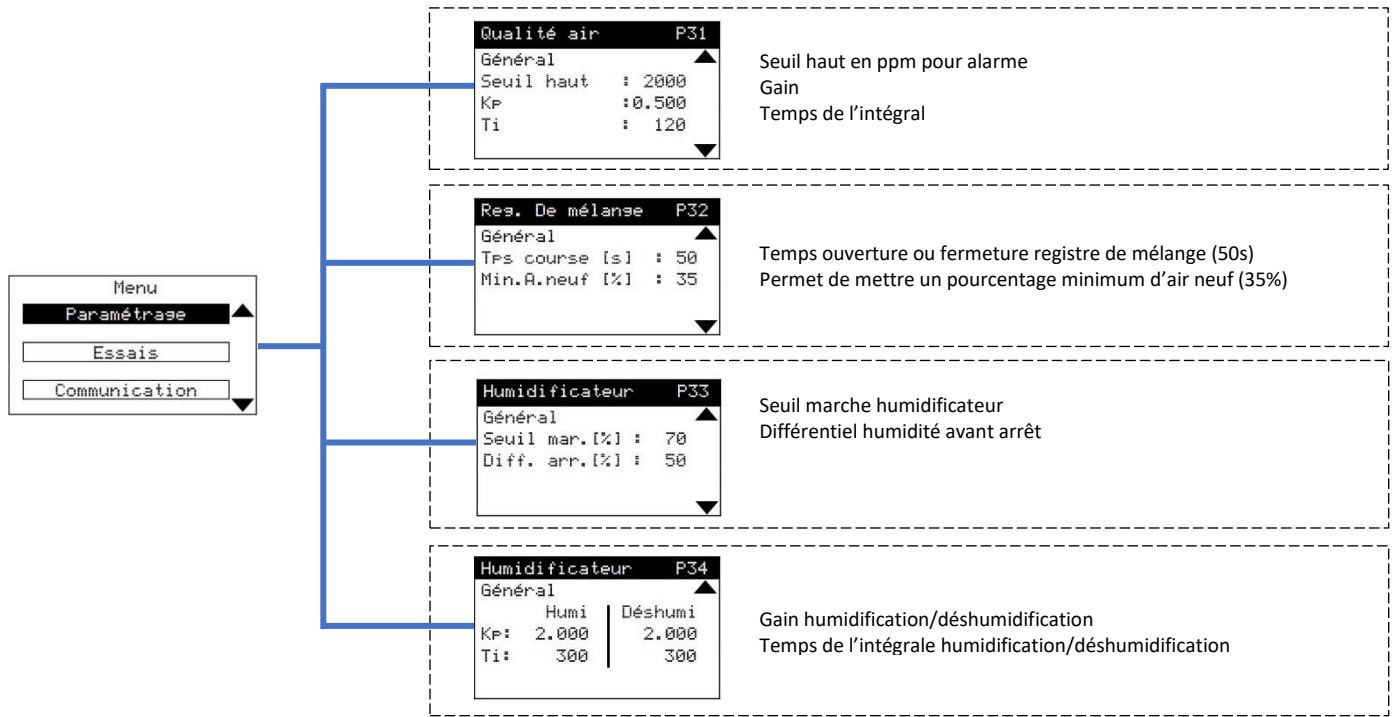 Menu
Paramétrage
Essais
Communication
Qualité air P31
Général
Seuil haut : 2000
Kp :0.500
Ti : 120
Seuil haut en ppm pour alarme
Gain
Temps de l’intégral
Reg. De mélange P32
Général
Tps course [s] : 50
Min.A.neuf [%] : 35
Temps ouverture ou fermeture registre de mélange (50s)
Permet de mettre un pourcentage minimum d’air neuf (35%)
Humidificateur P33
Général
Seuil mar.[%] : 70
Diff. arr.[%] : 50
Seuil marche humidificateur
Différentiel humidité avant arrêt
Humidificateur P34
Général
Humi Déshumi
Kp: 2.000 2.000
Ti: 300 300
Gain humidification/déshumidification
Temps de l’intégrale humidification/déshumidification